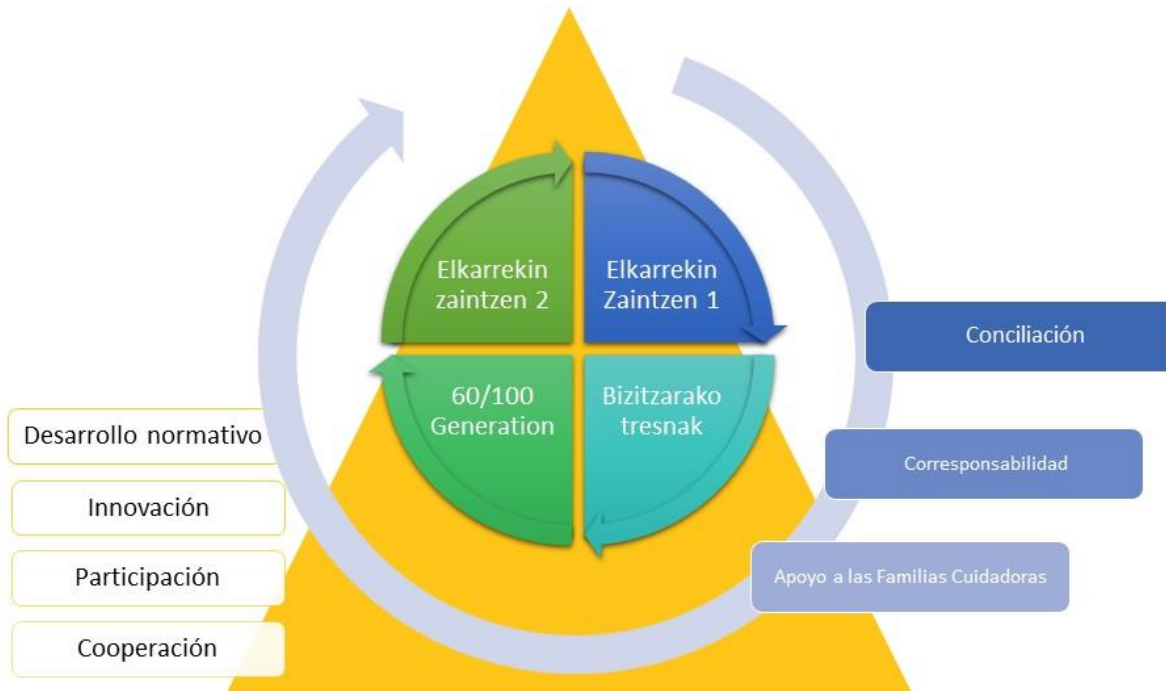 Elkarrekin
zaintzen 2
Elkarrekin
Zaintzen 1
60/100
Generation
Bizitzarako
tresnak
Conciliación
Corresponsabilidad
Apoyo a las Familias Cuidadoras
Desarrollo normativo
Innovación
Participación
Cooperación